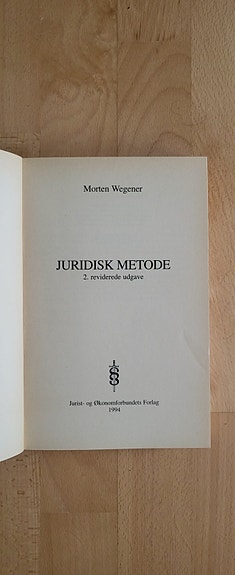 Morten Wegener
JURIDISK METODE
2. reviderede udgave
Jurist- og Økonomforbundets Forlag
1994